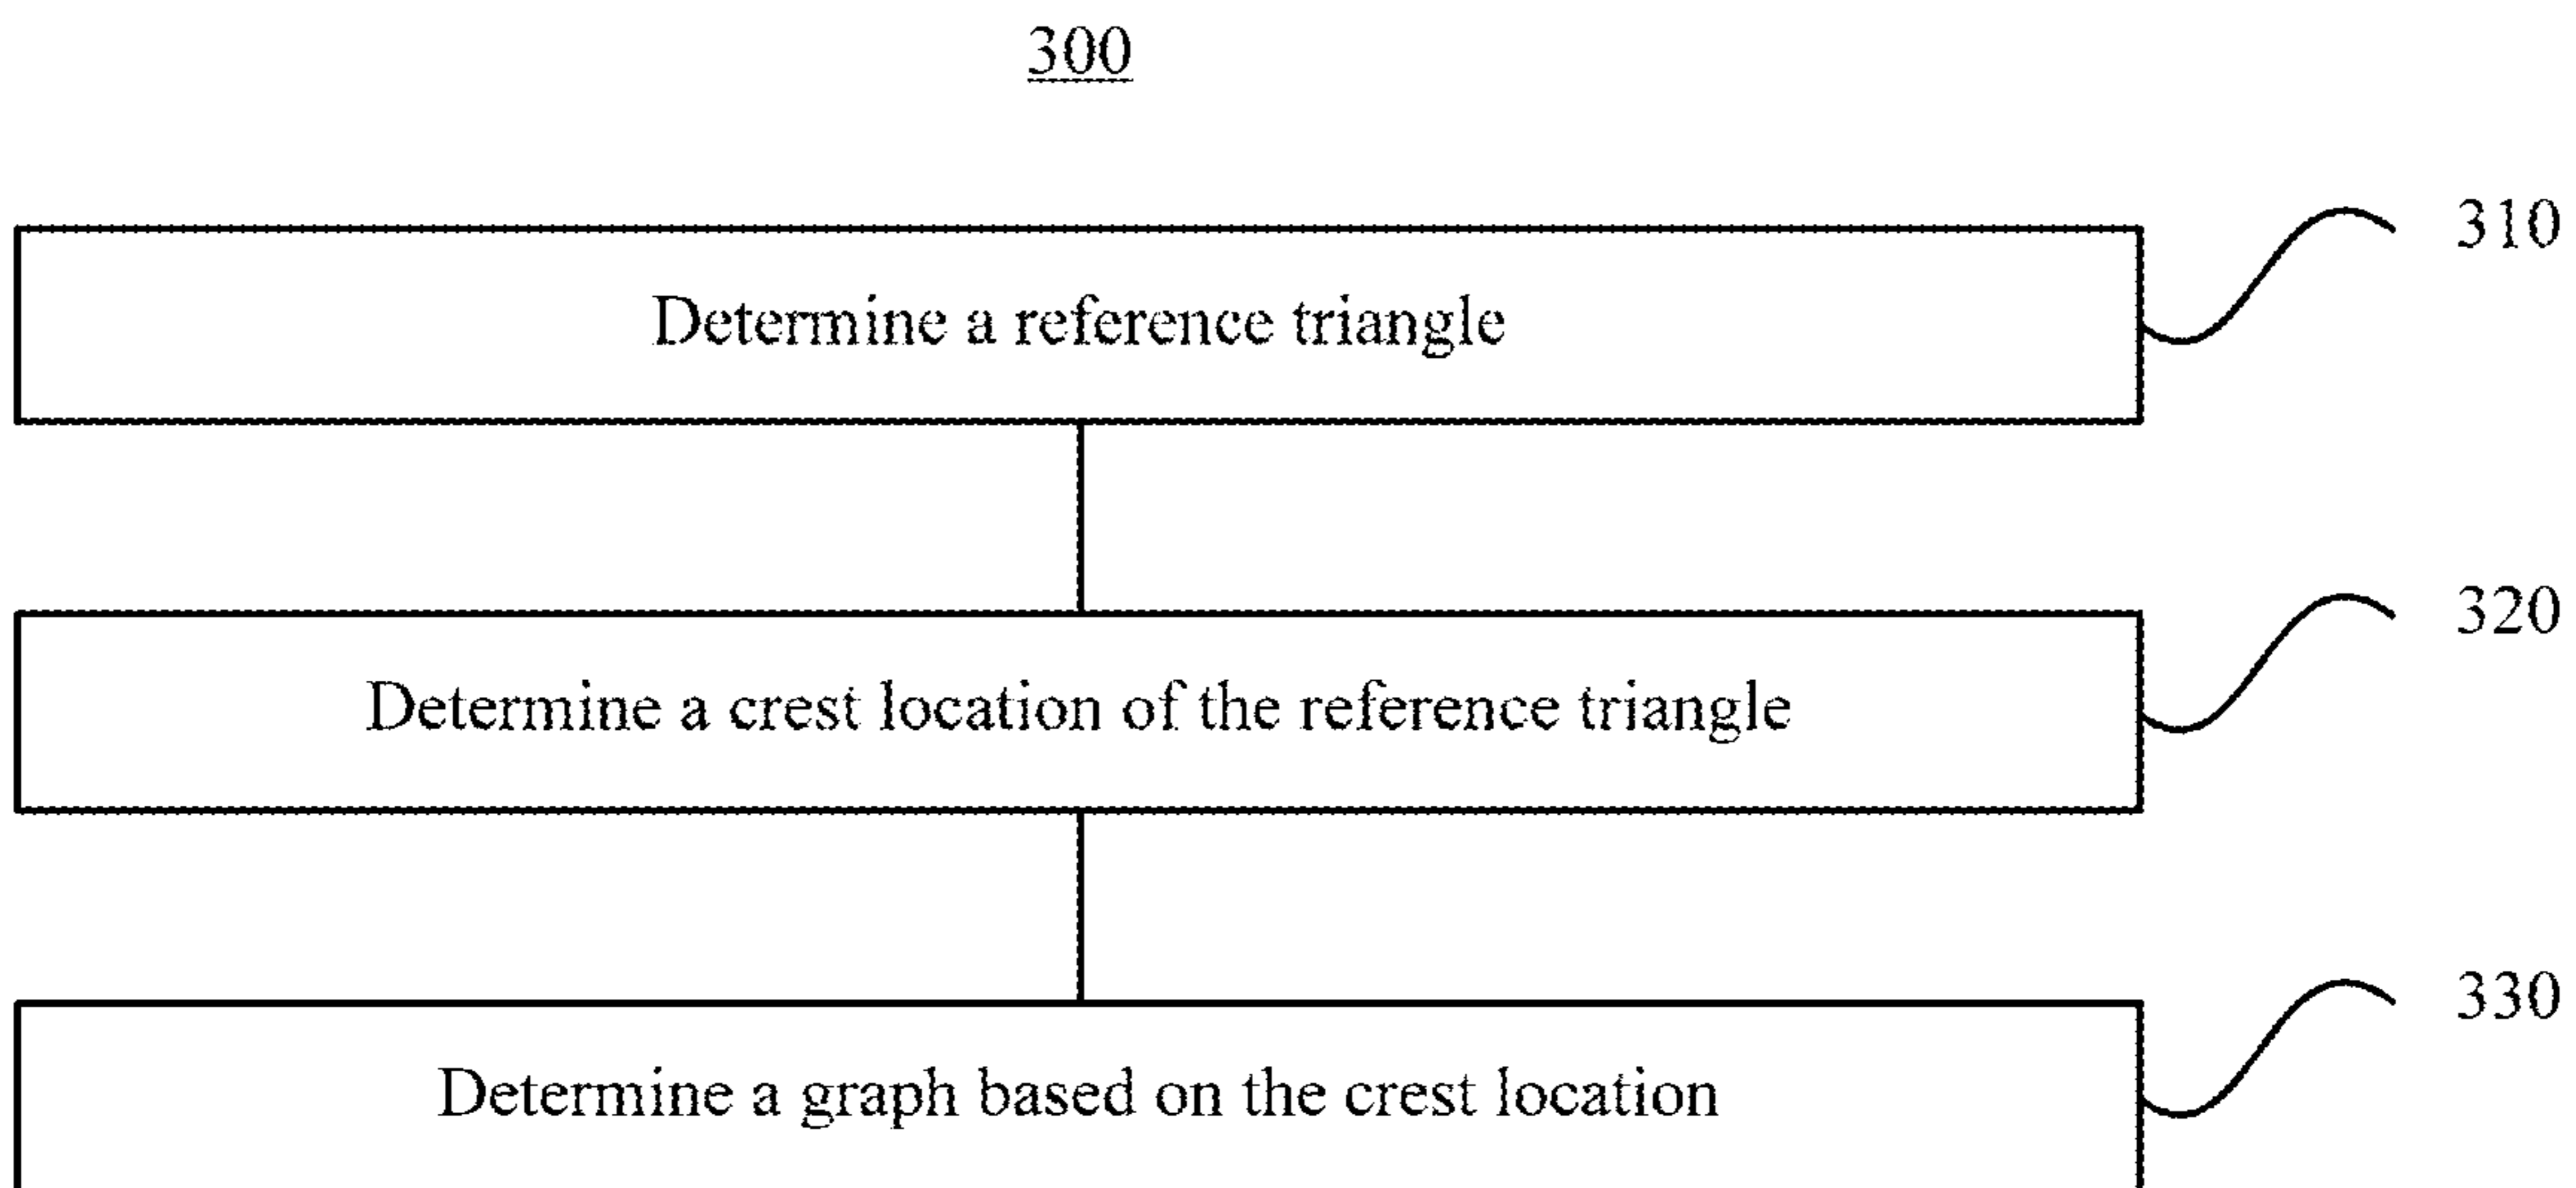 300
310
Determine a reference triangle
320
Determine a crest location of the reference triangle
330
Determine a graph based on the crest location